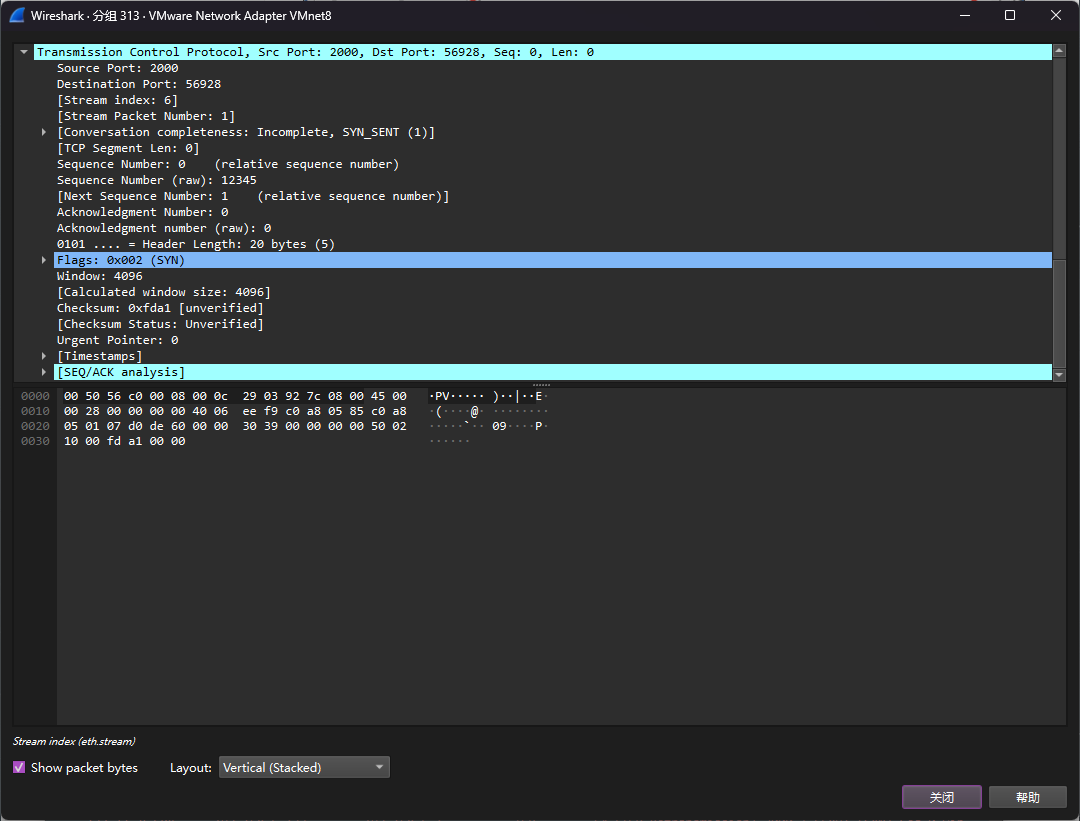 Wireshark · 分组 313 · VMware Network Adapter VMnet8
Transmission Control Protocol, Src Port: 2000, Dst Port: 56928, Seq: 0, Len: 0
Source Port: 2000
Destination Port: 56928
[Stream index: 6]
[Stream Packet Number: 1]
[Conversation completeness: Incomplete, SYN_SENT (1)]
[TCP Segment Len: 0]
Sequence Number: 0    (relative sequence number)
Sequence Number (raw): 12345
[Next Sequence Number: 1    (relative sequence number)]
Acknowledgment Number: 0
Acknowledgment number (raw): 0
0101 .... = Header Length: 20 bytes (5)
Flags: 0x002 (SYN)
Window: 4096
[Calculated window size: 4096]
Checksum: 0xfda1 [unverified]
[Checksum Status: Unverified]
Urgent Pointer: 0
[Timestamps]
[SEQ/ACK analysis]
0000 00 50 56 c0 00 08 00 0c 29 03 92 7c 08 00 45 00 ·PV····· )··|··E·
0010 00 28 00 00 00 00 40 06 ee f9 c0 a8 05 85 c0 a8 ·(····@· ········
0020 05 01 07 d0 de 60 00 00 30 39 00 00 00 00 50 02 ·····`·· 09····P·
0030 10 00 fd a1 00 00 ······
Stream index (eth.stream)
Show packet bytes Layout: Vertical (Stacked)
关闭 帮助